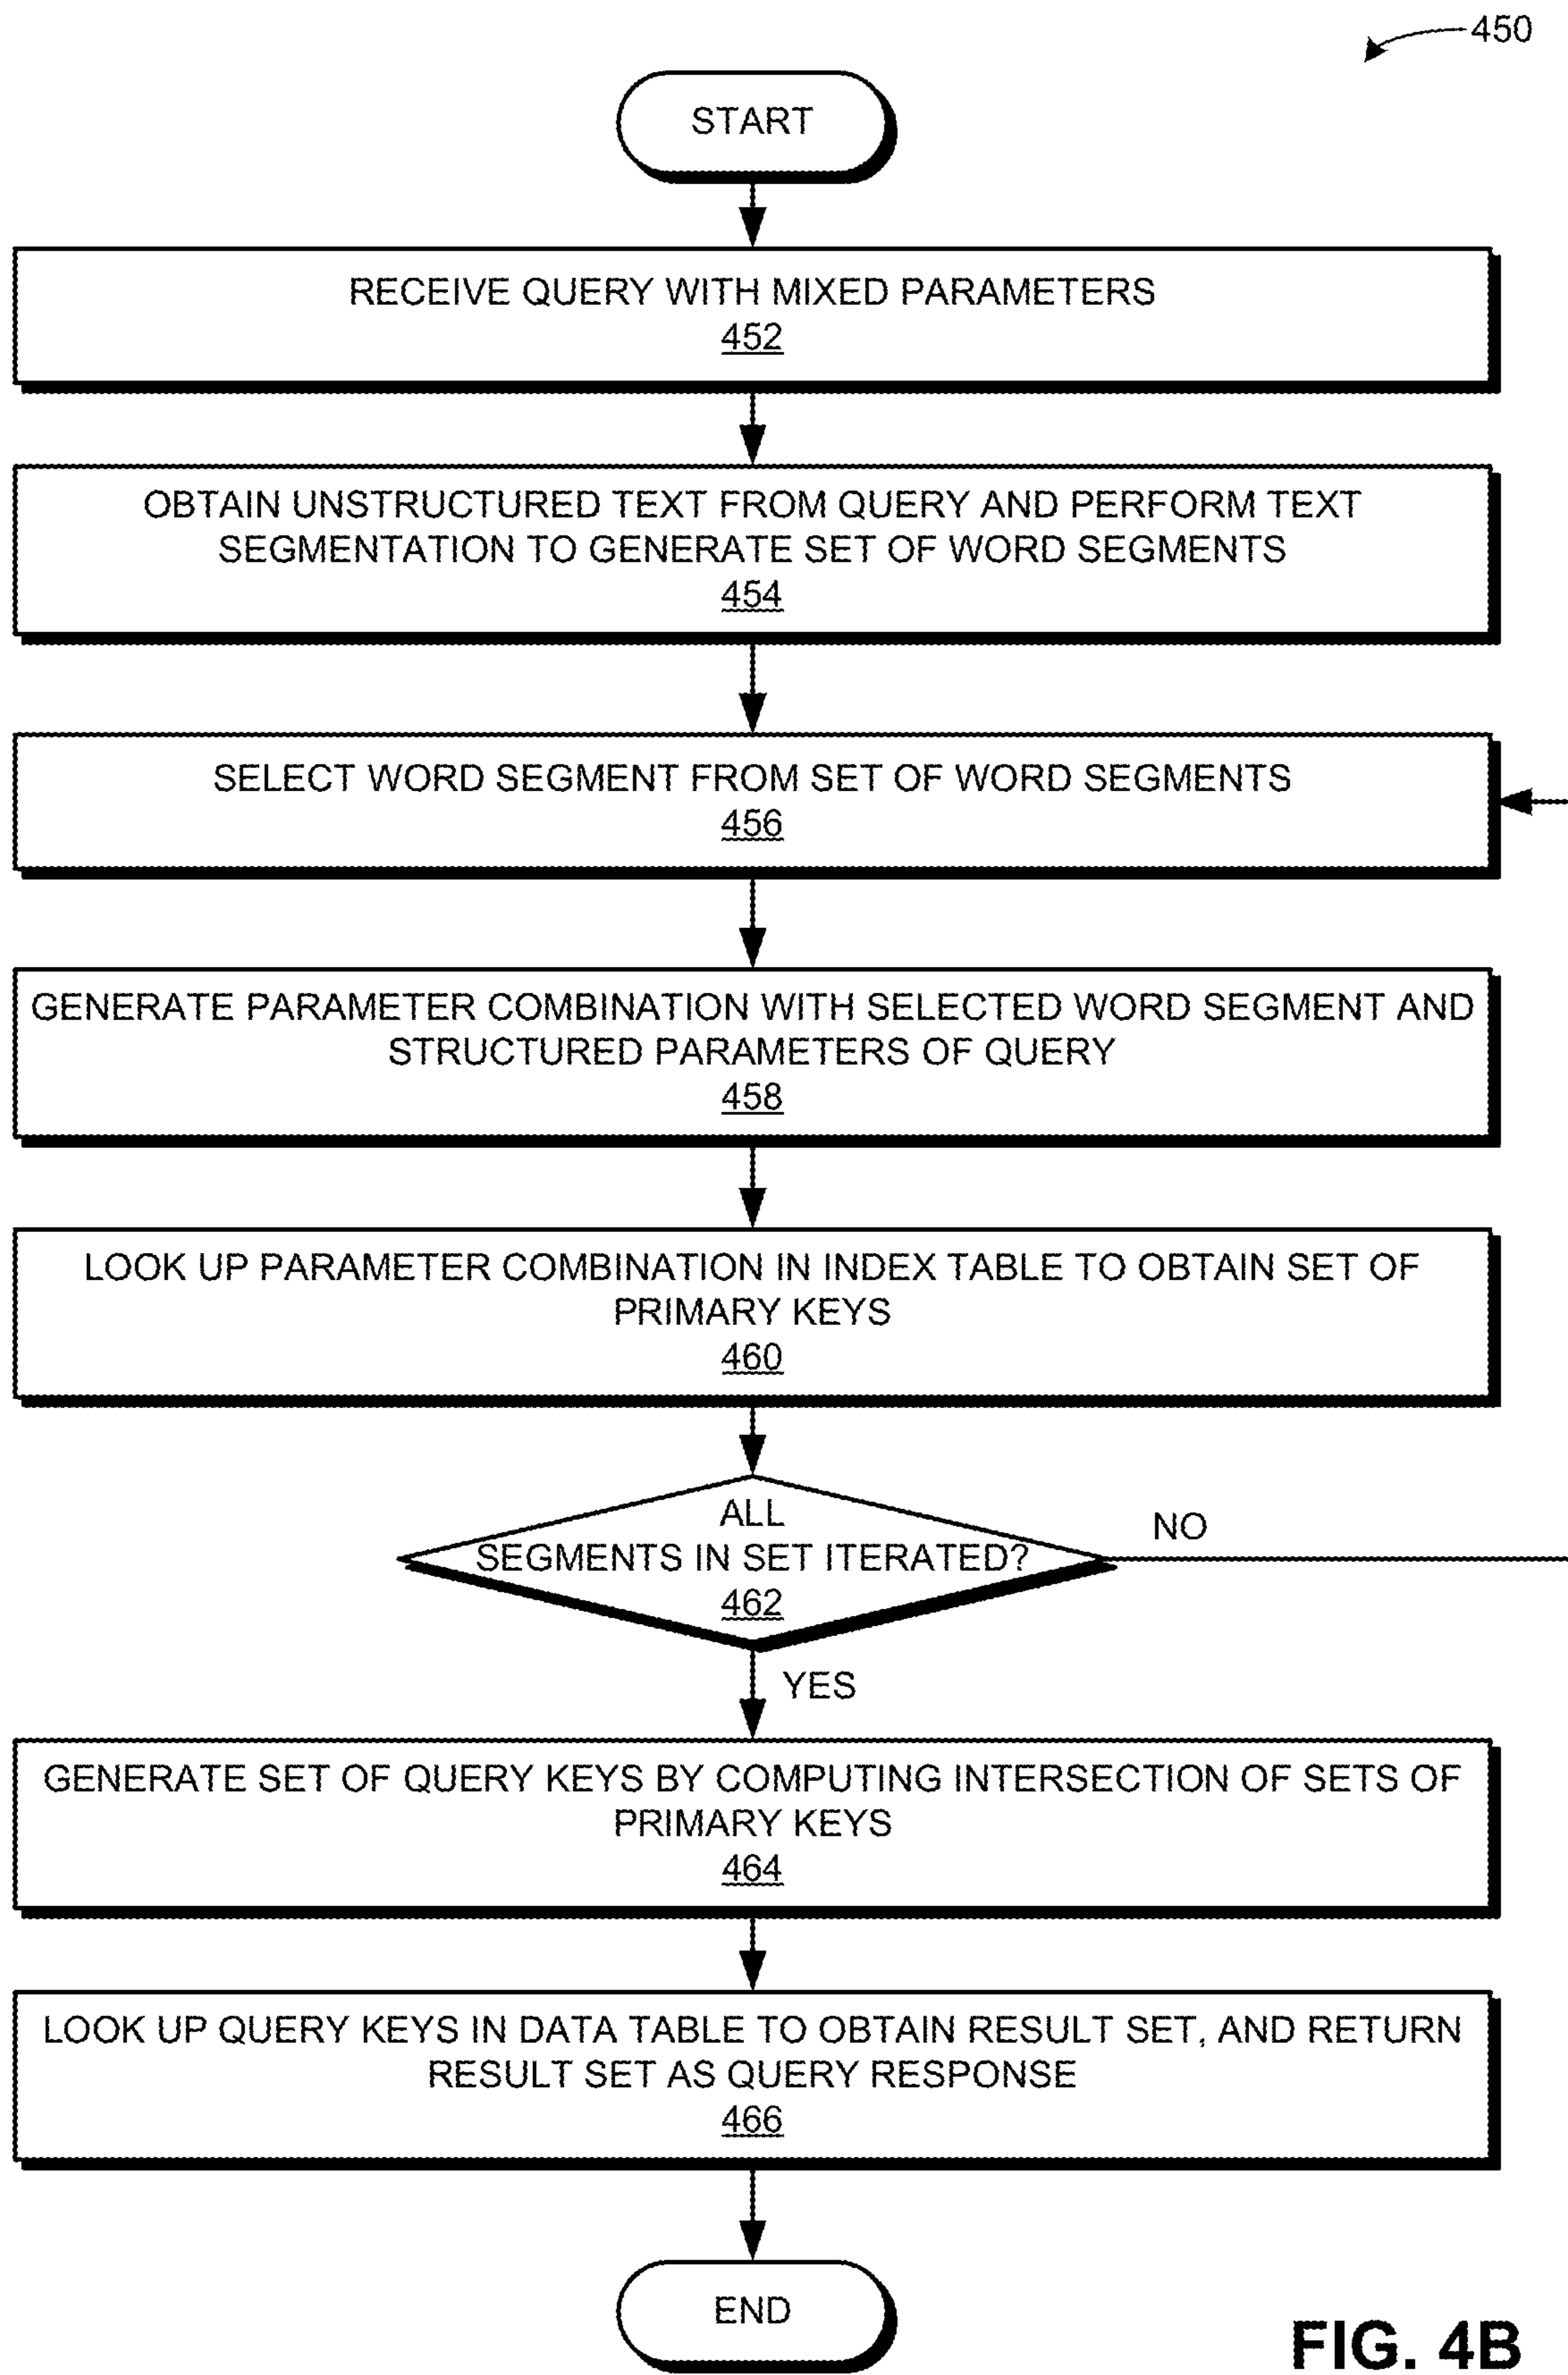 450
START
RECEIVE QUERY WITH MIXED PARAMETERS
452
OBTAIN UNSTRUCTURED TEXT FROM QUERY AND PERFORM TEXT
SEGMENTATION TO GENERATE SET OF WORD SEGMENTS
454
SELECT WORD SEGMENT FROM SET OF WORD SEGMENTS
456
GENERATE PARAMETER COMBINATION WITH SELECTED WORD SEGMENT AND
STRUCTURED PARAMETERS OF QUERY
458
LOOK UP PARAMETER COMBINATION IN INDEX TABLE TO OBTAIN SET OF
PRIMARY KEYS
460
ALL
SEGMENTS IN SET ITERATED?
462
NO
YES
GENERATE SET OF QUERY KEYS BY COMPUTING INTERSECTION OF SETS OF
PRIMARY KEYS
464
LOOK UP QUERY KEYS IN DATA TABLE TO OBTAIN RESULT SET, AND RETURN
RESULT SET AS QUERY RESPONSE
466
END
FIG. 4B